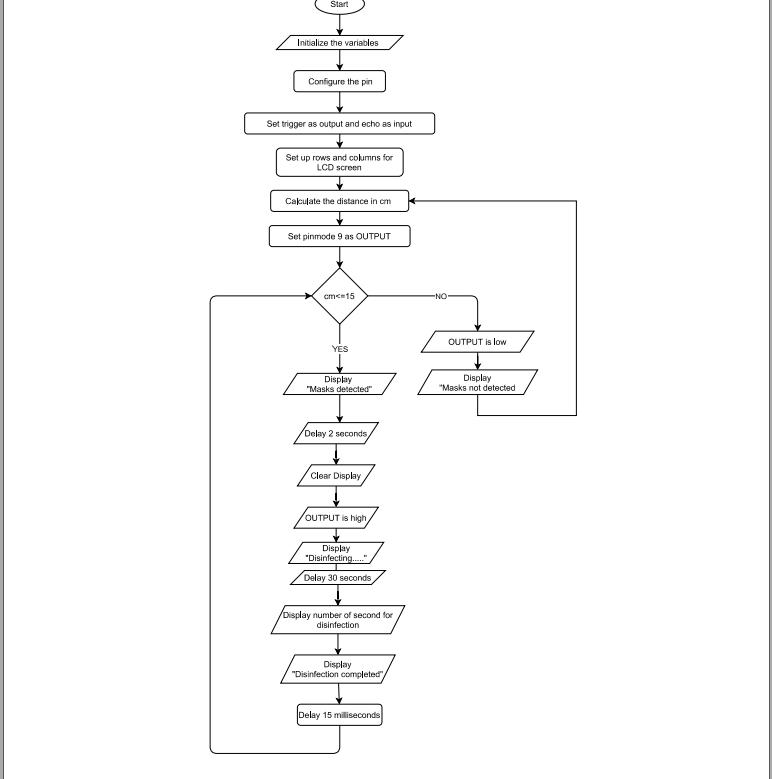 Start
Initialize the variables
Configure the pin
Set trigger as output and echo as input
Set up rows and columns for
LCD screen
Calculate the distance in cm
Set pinmode 9 as OUTPUT
cm<=15
NO
OUTPUT is low
Display
"Masks not detected
YES
Display
"Masks detected"
Delay 2 seconds
Clear Display
OUTPUT is high
Display
"Disinfecting....."
Delay 30 seconds
Display number of second for
disinfection
Display
"Disinfection completed"
Delay 15 milliseconds